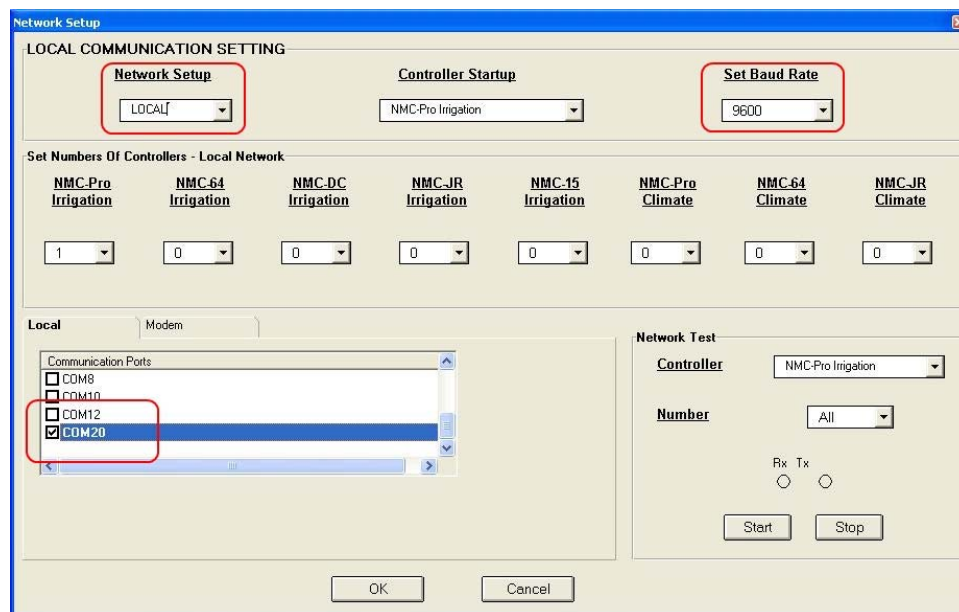 Network Setup
LOCAL COMMUNICATION SETTING
Network Setup Controller Startup Set Baud Rate
LOCAL NMC-Pro Irrigation 9600
Set Numbers Of Controllers - Local Network
NMC-Pro NMC-64 NMC-DC NMC-JR NMC-15 NMC-Pro NMC-64 NMC-JR
Irrigation Irrigation Irrigation Irrigation Irrigation Climate Climate Climate
1 0 0 0 0 0 0 0
Local Modem
Communication Ports
COM8
COM10
COM12
COM20
Network Test
Controller NMC-Pro Irrigation
Number All
Rx Tx
Start Stop
OK Cancel